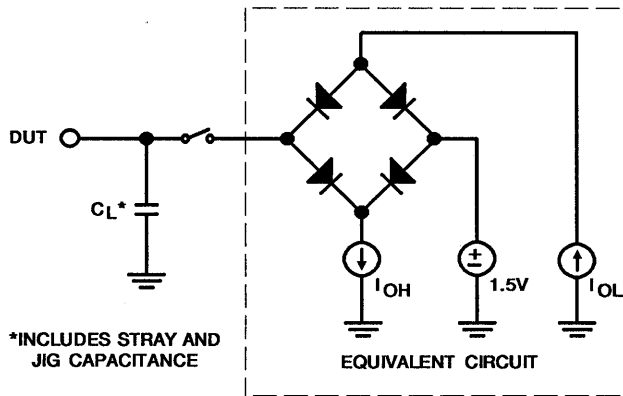 DUT
CL*
IOH
+
-
1.5V
IOL
*INCLUDES STRAY AND
JIG CAPACITANCE
EQUIVALENT CIRCUIT